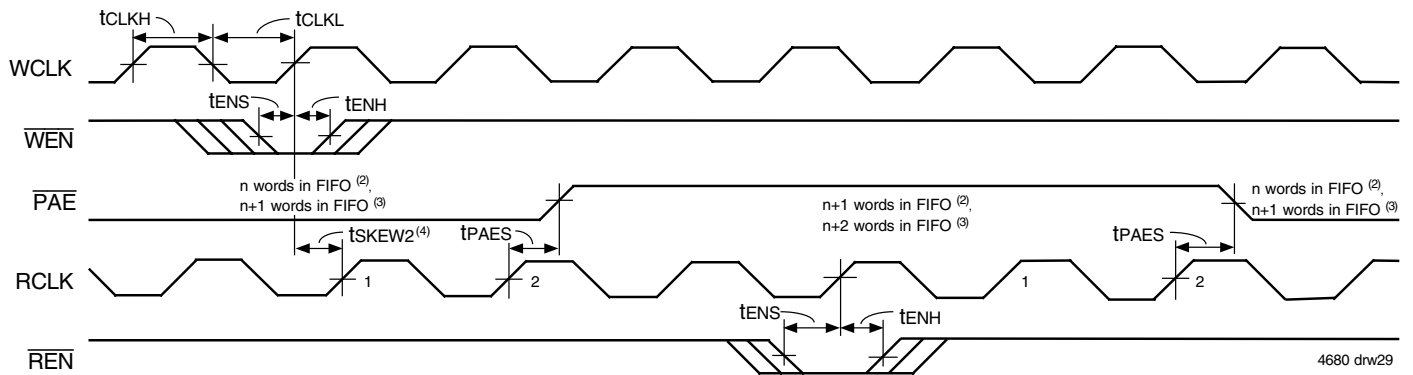 tCLKH
tCLKL
WCLK
tENS
tENH
WEN
n words in FIFO (2),
n+1 words in FIFO (3)
PAE
n+1 words in FIFO (2),
n+2 words in FIFO (3)
n words in FIFO (2),
n+1 words in FIFO (3)
tSKEW2(4)
tPAES
tPAES
RCLK
1
2
1
2
tENS
tENH
REN
4680 drw29